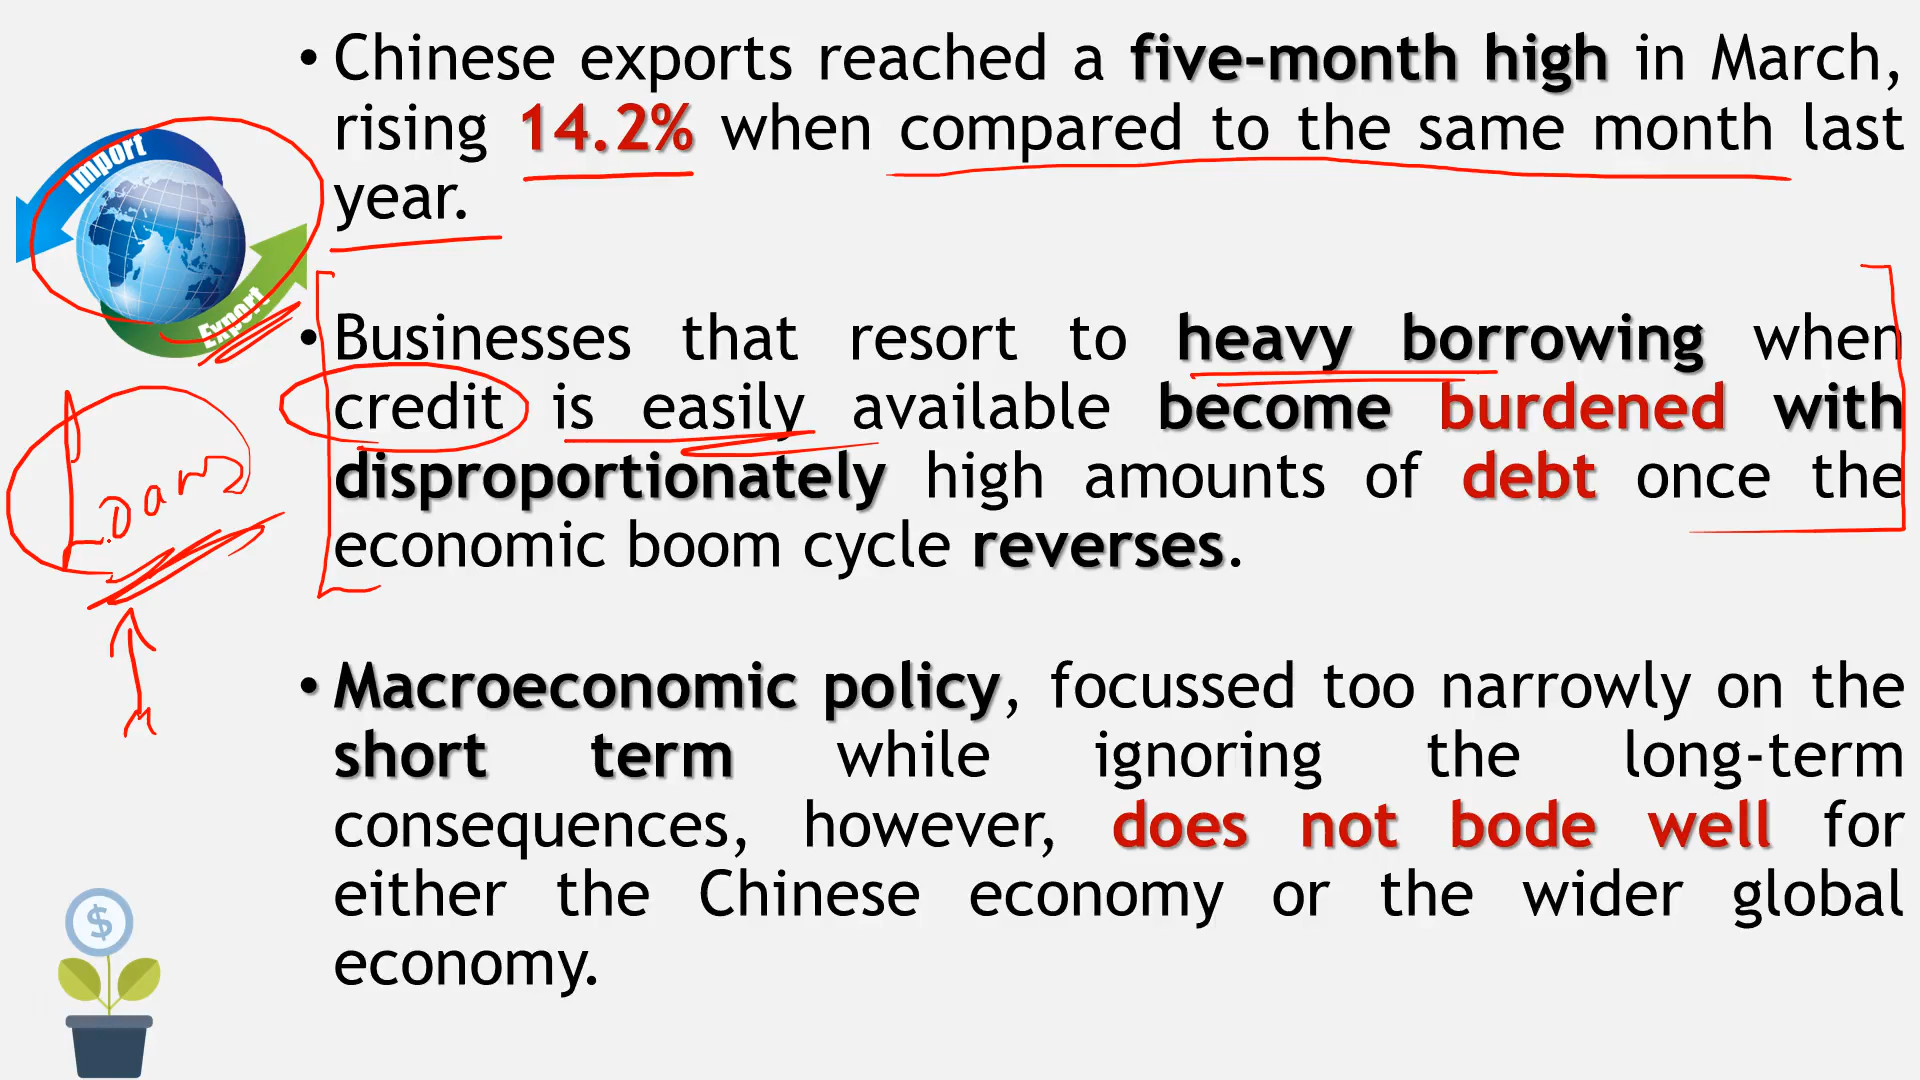 • Chinese exports reached a five-month high in March,
rising 14.2% when compared to the same month last
year.
Import
Export
• Businesses that resort to heavy borrowing when
credit is easily available become burdened with
disproportionately high amounts of debt once the
economic boom cycle reverses.
Loans
• Macroeconomic policy, focussed too narrowly on the
short term while ignoring the long-term
consequences, however, does not bode well for
either the Chinese economy or the wider global
economy.
$